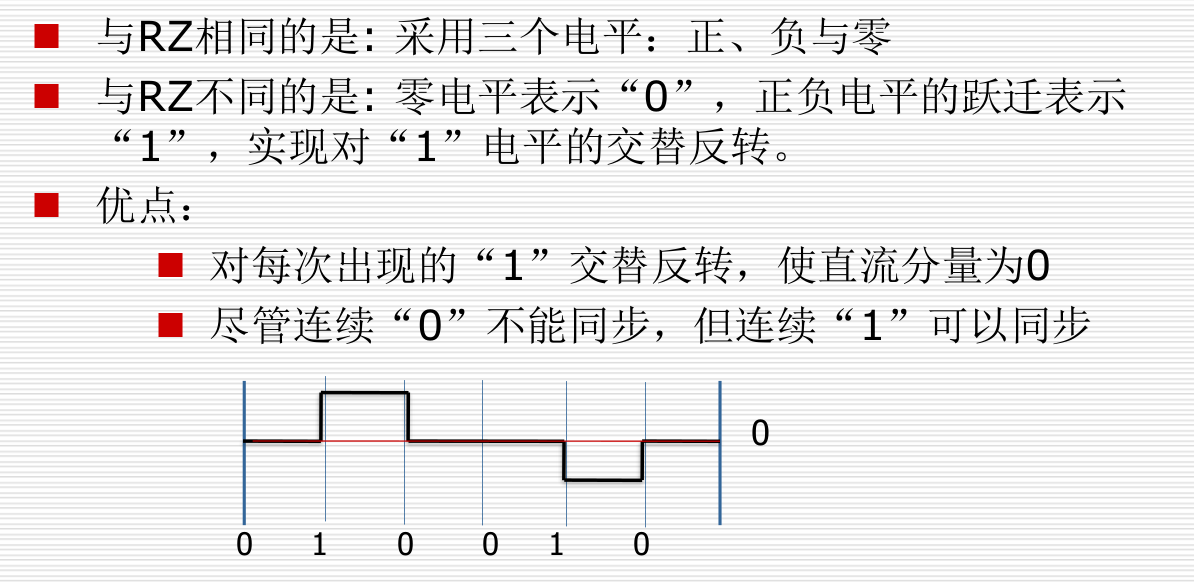 与RZ相同的是: 采用三个电平：正、负与零
与RZ不同的是: 零电平表示“0”，正负电平的跃迁表示
“1”，实现对“1”电平的交替反转。
优点：
对每次出现的“1”交替反转，使直流分量为0
尽管连续“0”不能同步，但连续“1”可以同步
0
0 1 0 0 1 0